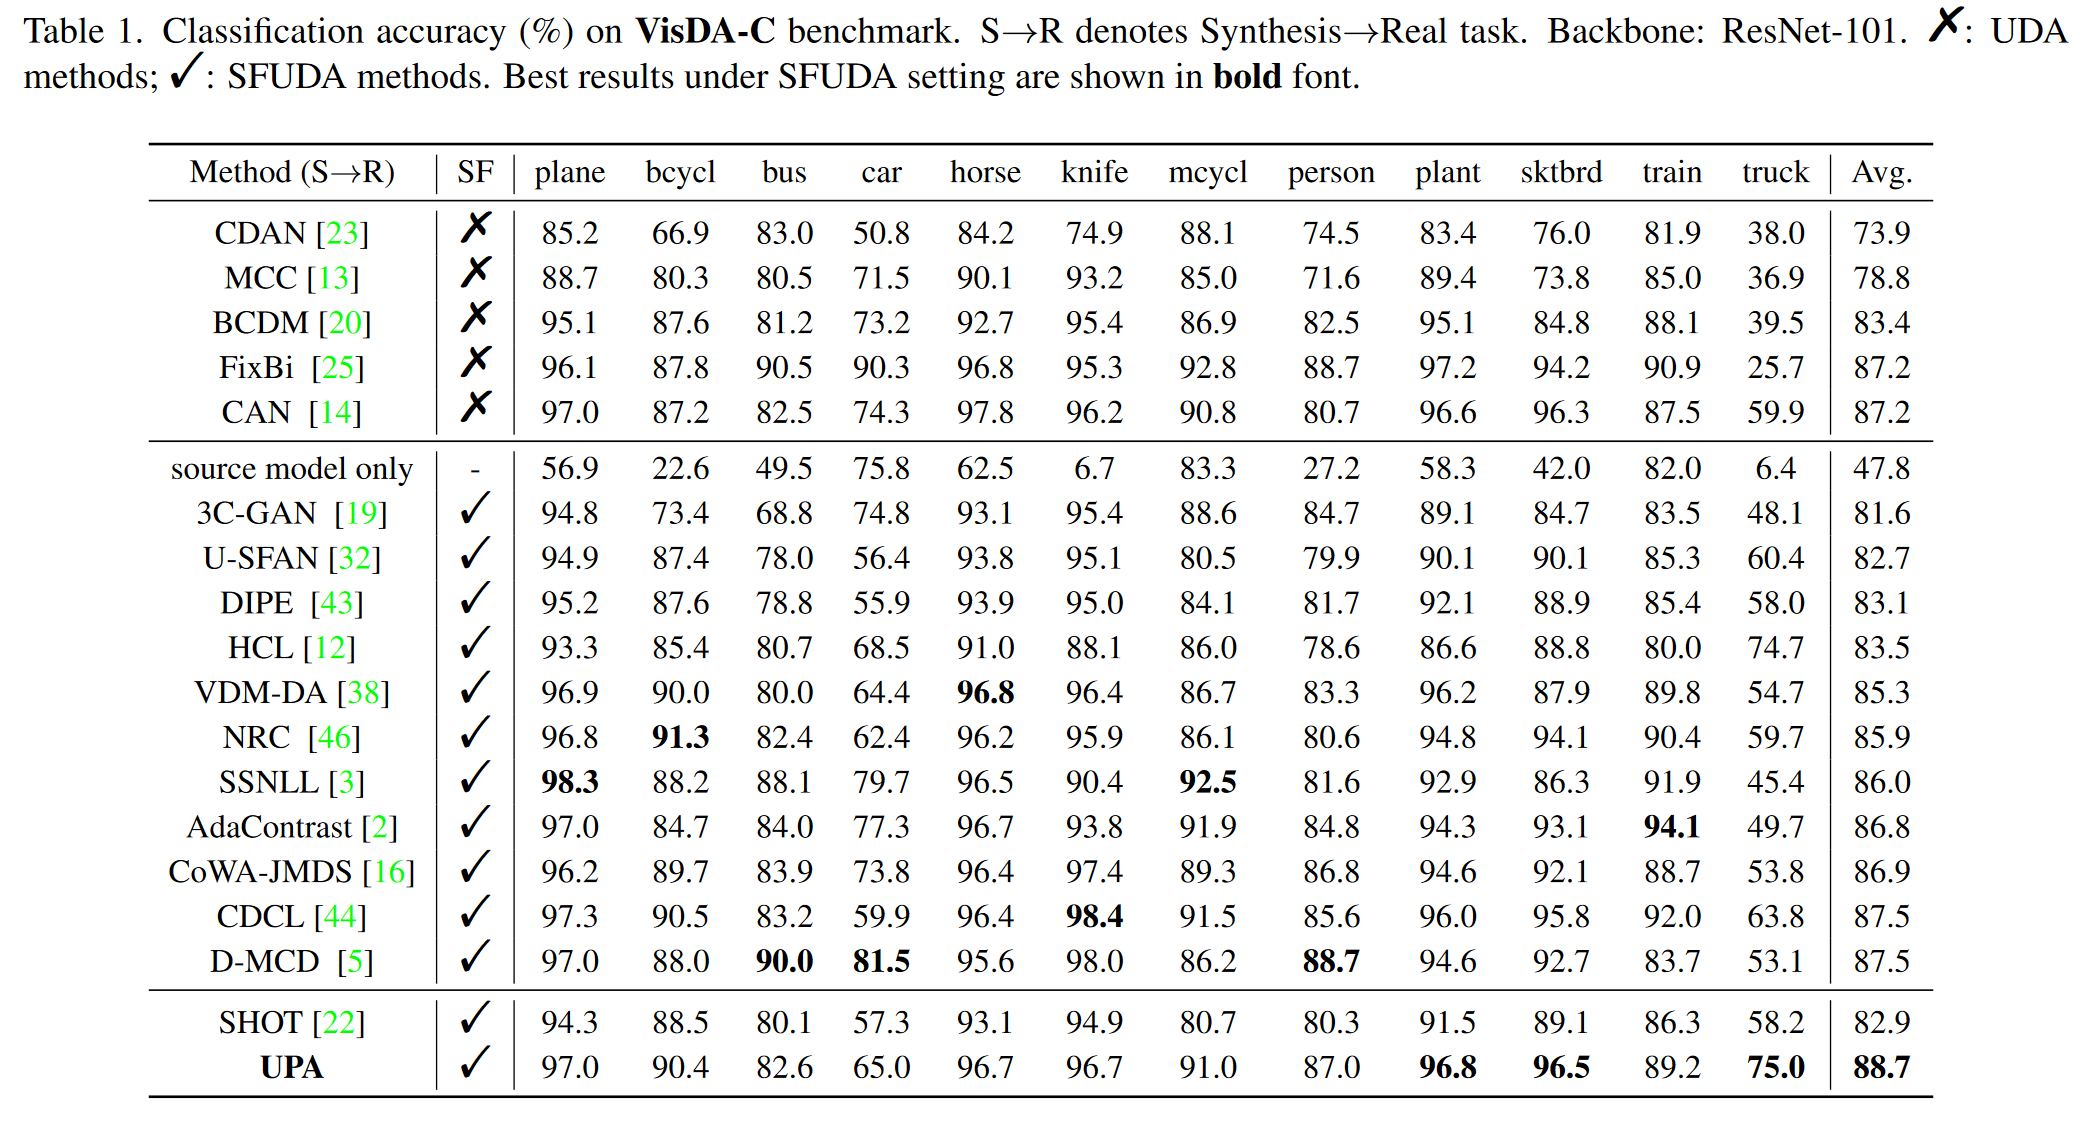 Table 1. Classification accuracy (%) on VisDA-C benchmark. S→R denotes Synthesis→Real task. Backbone: ResNet-101. ✗: UDA
methods; ✓: SFUDA methods. Best results under SFUDA setting are shown in bold font.
Method (S→R) SF plane bcycl bus car horse knife mcycl person plant sktbrd train truck Avg.
CDAN [23] ✗ 85.2 66.9 83.0 50.8 84.2 74.9 88.1 74.5 83.4 76.0 81.9 38.0 73.9
MCC [13] ✗ 88.7 80.3 80.5 71.5 90.1 93.2 85.0 71.6 89.4 73.8 85.0 36.9 78.8
BCDM [20] ✗ 95.1 87.6 81.2 73.2 92.7 95.4 86.9 82.5 95.1 84.8 88.1 39.5 83.4
FixBi [25] ✗ 96.1 87.8 90.5 90.3 96.8 95.3 92.8 88.7 97.2 94.2 90.9 25.7 87.2
CAN [14] ✗ 97.0 87.2 82.5 74.3 97.8 96.2 90.8 80.7 96.6 96.3 87.5 59.9 87.2
source model only - 56.9 22.6 49.5 75.8 62.5 6.7 83.3 27.2 58.3 42.0 82.0 6.4 47.8
3C-GAN [19] ✓ 94.8 73.4 68.8 74.8 93.1 95.4 88.6 84.7 89.1 84.7 83.5 48.1 81.6
U-SFAN [32] ✓ 94.9 87.4 78.0 56.4 93.8 95.1 80.5 79.9 90.1 90.1 85.3 60.4 82.7
DIPE [43] ✓ 95.2 87.6 78.8 55.9 93.9 95.0 84.1 81.7 92.1 88.9 85.4 58.0 83.1
HCL [12] ✓ 93.3 85.4 80.7 68.5 91.0 88.1 86.0 78.6 86.6 88.8 80.0 74.7 83.5
VDM-DA [38] ✓ 96.9 90.0 80.0 64.4 96.8 96.4 86.7 83.3 96.2 87.9 89.8 54.7 85.3
NRC [46] ✓ 96.8 91.3 82.4 62.4 96.2 95.9 86.1 80.6 94.8 94.1 90.4 59.7 85.9
SSNLL [3] ✓ 98.3 88.2 88.1 79.7 96.5 90.4 92.5 81.6 92.9 86.3 91.9 45.4 86.0
AdaContrast [2] ✓ 97.0 84.7 84.0 77.3 96.7 93.8 91.9 84.8 94.3 93.1 94.1 49.7 86.8
CoWA-JMDS [16] ✓ 96.2 89.7 83.9 73.8 96.4 97.4 89.3 86.8 94.6 92.1 88.7 53.8 86.9
CDCL [44] ✓ 97.3 90.5 83.2 59.9 96.4 98.4 91.5 85.6 96.0 95.8 92.0 63.8 87.5
D-MCD [5] ✓ 97.0 88.0 90.0 81.5 95.6 98.0 86.2 88.7 94.6 92.7 83.7 53.1 87.5
SHOT [22] ✓ 94.3 88.5 80.1 57.3 93.1 94.9 80.7 80.3 91.5 89.1 86.3 58.2 82.9
UPA ✓ 97.0 90.4 82.6 65.0 96.7 96.7 91.0 87.0 96.8 96.5 89.2 75.0 88.7